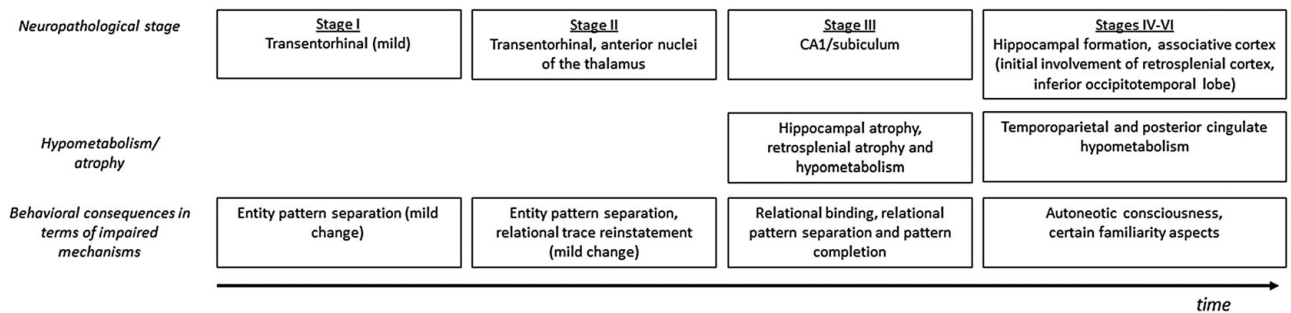 Neuropathological stage
Stage I
Transentorhinal (mild)
Stage II
Transentorhinal, anterior nuclei
of the thalamus
Stage III
CA1/subiculum
Stages IV-VI
Hippocampal formation, associative cortex
(initial involvement of retrosplenial cortex,
inferior occipitotemporal lobe)
Hypometabolism/
atrophy
Hippocampal atrophy,
retrosplenial atrophy and
hypometabolism
Temporoparietal and posterior cingulate
hypometabolism
Behavioral consequences in
terms of impaired
mechanisms
Entity pattern separation (mild
change)
Entity pattern separation,
relational trace reinstatement
(mild change)
Relational binding, relational
pattern separation and pattern
completion
Autoneotic consciousness,
certain familiarity aspects
time